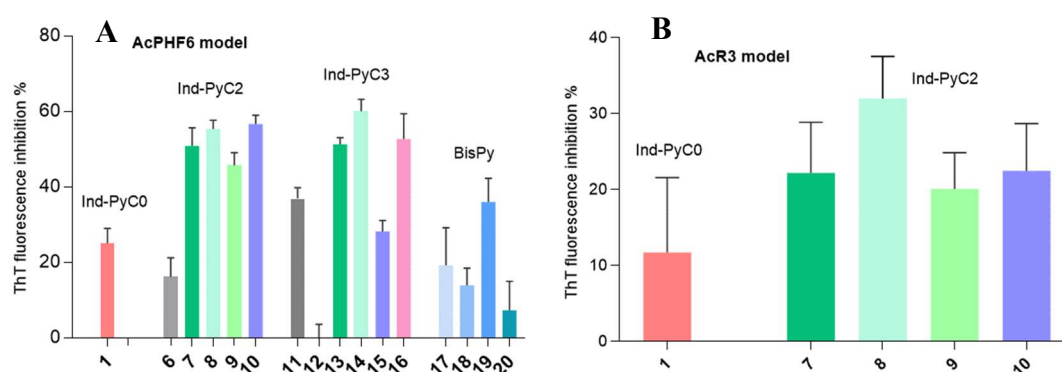 A
AcPHF6 model
ThT fluorescence inhibition %
80
60
40
20
0
Ind-PyC0
Ind-PyC2
Ind-PyC3
BisPy
1 6 7 8 9 10 11 12 13 14 15 16 17 18 19 20
B
AcR3 model
ThT fluorescence inhibition %
40
30
20
10
0
Ind-PyC0
Ind-PyC2
1 7 8 9 10